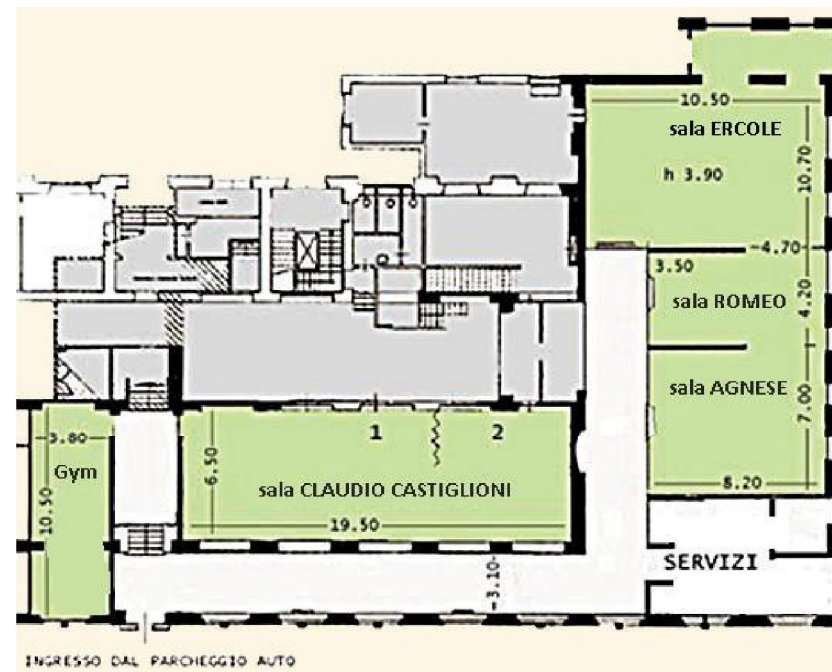 10.50
sala ERCOLE
h 3.90
10.70
4.70
3.50
sala ROMEO
4.20
sala AGNESE
7.00
8.20
3.80
Gym
10.50
6.50
1
2
sala CLAUDIO CASTIGLIONI
19.50
3.10
SERVIZI
INGRESSO DAL PARCHEGGIO AUTO